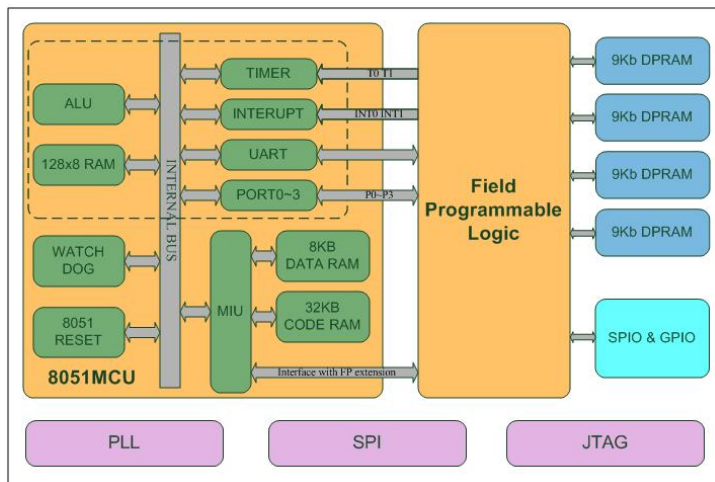 TIMER
T0 T1
ALU
INTERUPT
INT0 INT1
128x8 RAM
UART
PORT0~3
P0~P3
INTERNAL BUS
WATCH
DOG
8051
RESET
MIU
8KB
DATA RAM
32KB
CODE RAM
Interface with FP extension
8051MCU
Field
Programmable
Logic
9Kb DPRAM
9Kb DPRAM
9Kb DPRAM
9Kb DPRAM
SPIO & GPIO
PLL
SPI
JTAG